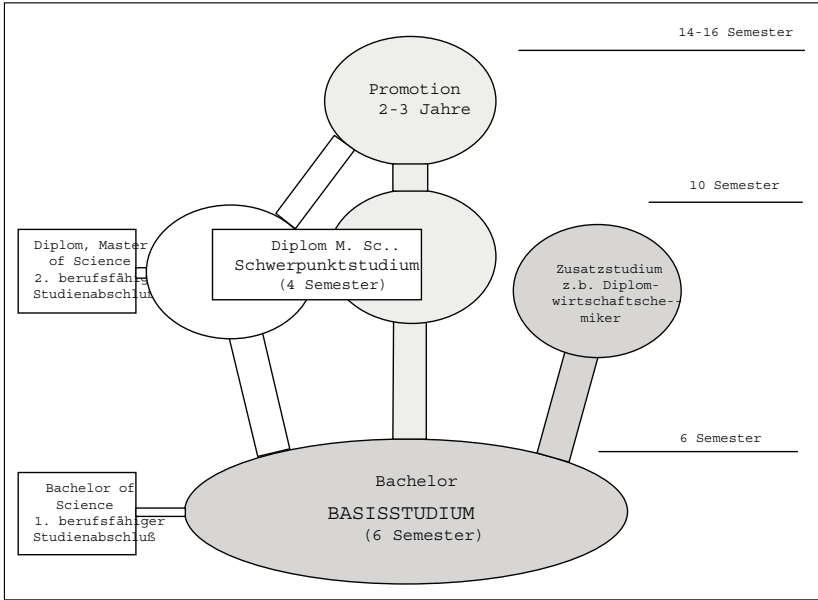 14-16 Semester
Promotion
2-3 Jahre
10 Semester
Diplom, Master
of Science
2. berufsfähig
Studienabschluß
Diplom M. Sc..
Schwerpunktstudium
(4 Semester)
Zusatzstudium
z.b. Diplom-
wirtschaftsche--
miker
6 Semester
Bachelor of
Science
1. berufsfähiger
Studienabschluß
Bachelor
BASISSTUDIUM
(6 Semester)